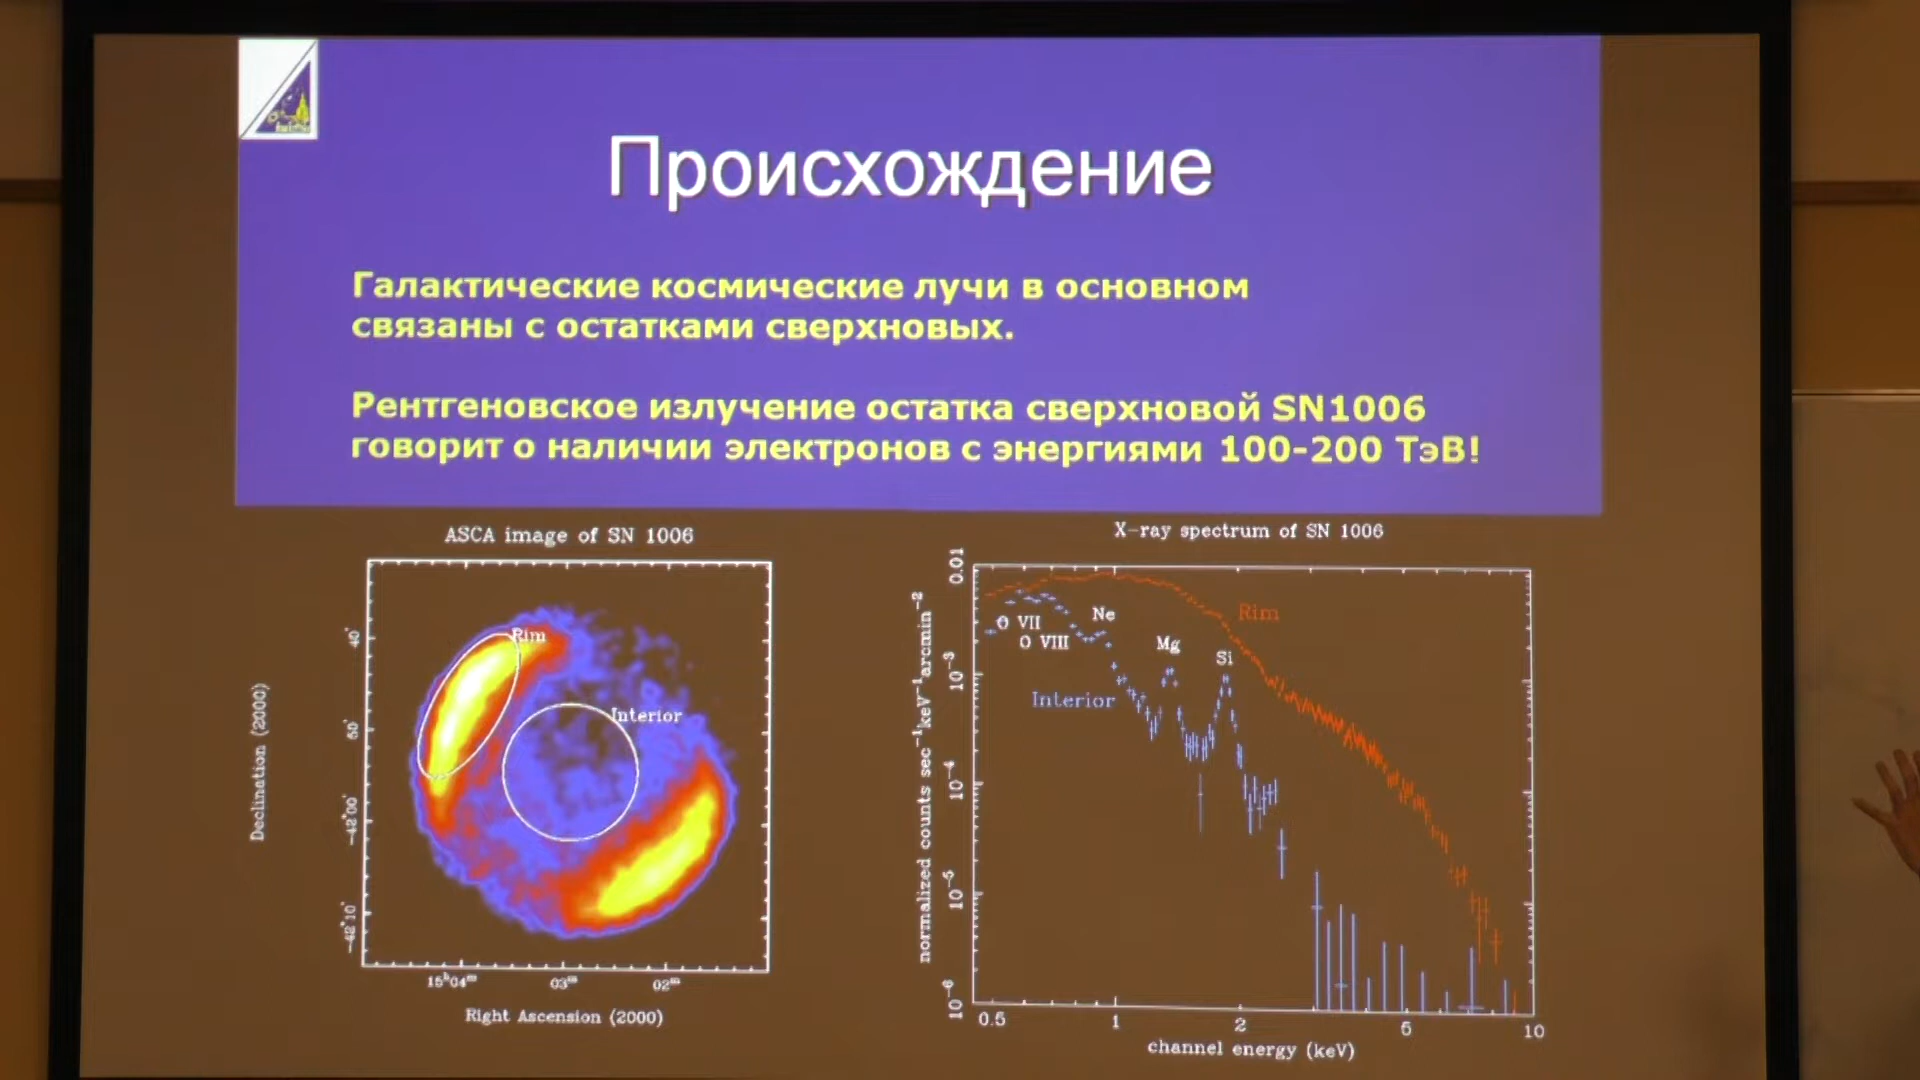 Происхождение
Галактические космические лучи в основном
связаны с остатками сверхновых.
Рентгеновское излучение остатка сверхновой SN1006
говорит о наличии электронов с энергиями 100-200 ТэВ!
ASCA image of SN 1006
Rim
Interior
Declination (2000)
40'
50'
-42°00'
-42°10'
15ʰ04ᵐ 03ᵐ 02ᵐ
Right Ascension (2000)
X-ray spectrum of SN 1006
normalized counts sec⁻¹keV⁻¹arcmin⁻²
0.01
10⁻³
10⁻⁴
10⁻⁵
10⁻⁶
Rim
Ne
O VII
O VIII
Mg
Si
Interior
0.5 1 2 5 10
channel energy (keV)